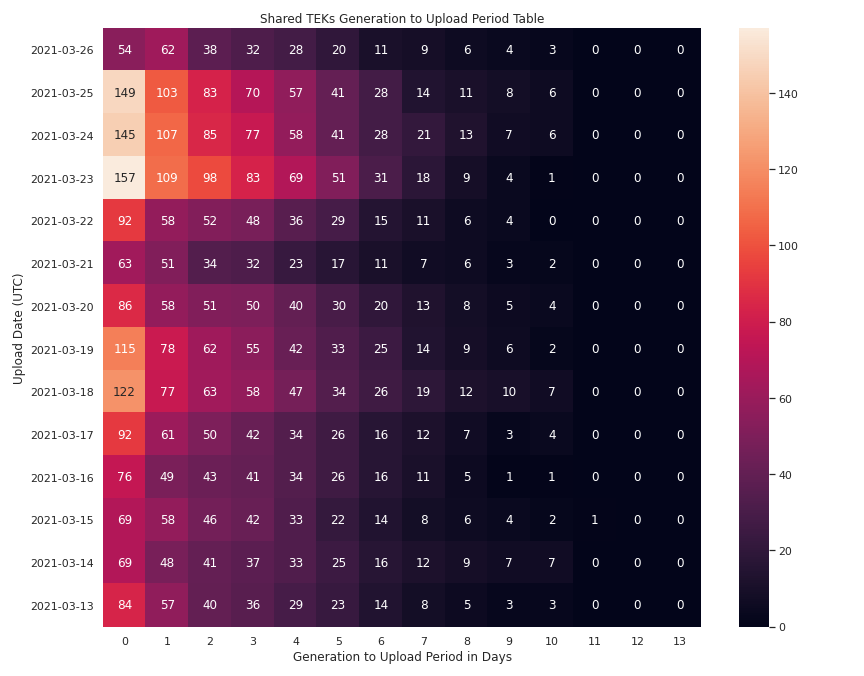 Shared TEKs Generation to Upload Period Table
Upload Date (UTC)
2021-03-26 54 62 38 32 28 20 11 9 6 4 3 0 0 0
2021-03-25 149 103 83 70 57 41 28 14 11 8 6 0 0 0
2021-03-24 145 107 85 77 58 41 28 21 13 7 6 0 0 0
2021-03-23 157 109 98 83 69 51 31 18 9 4 1 0 0 0
2021-03-22 92 58 52 48 36 29 15 11 6 4 0 0 0 0
2021-03-21 63 51 34 32 23 17 11 7 6 3 2 0 0 0
2021-03-20 86 58 51 50 40 30 20 13 8 5 4 0 0 0
2021-03-19 115 78 62 55 42 33 25 14 9 6 2 0 0 0
2021-03-18 122 77 63 58 47 34 26 19 12 10 7 0 0 0
2021-03-17 92 61 50 42 34 26 16 12 7 3 4 0 0 0
2021-03-16 76 49 43 41 34 26 16 11 5 1 1 0 0 0
2021-03-15 69 58 46 42 33 22 14 8 6 4 2 1 0 0
2021-03-14 69 48 41 37 33 25 16 12 9 7 7 0 0 0
2021-03-13 84 57 40 36 29 23 14 8 5 3 3 0 0 0
0 1 2 3 4 5 6 7 8 9 10 11 12 13
Generation to Upload Period in Days
140
120
100
80
60
40
20
0